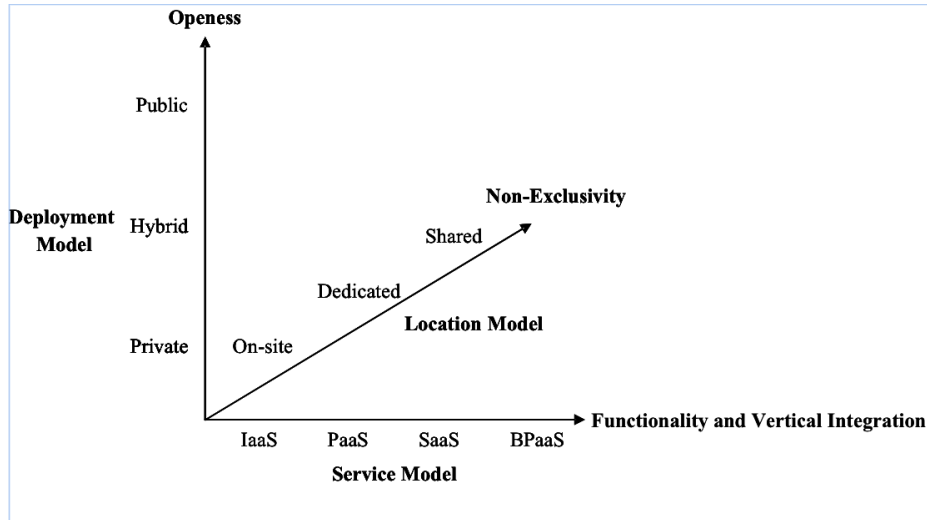 Openess
Public
Non-Exclusivity
Deployment
Model
Hybrid
Shared
Dedicated
Location Model
Private
On-site
Functionality and Vertical Integration
IaaS
PaaS
SaaS
BPaaS
Service Model